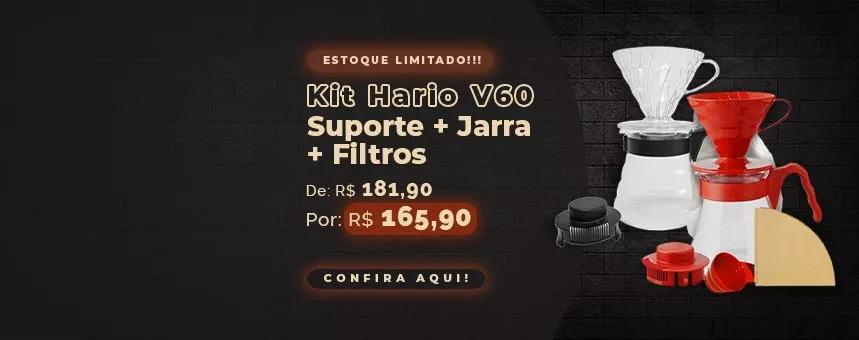 ESTOQUE LIMITADO!!!
Kit Hario V60
Suporte + Jarra
+ Filtros
De: R$ 181,90
Por: R$ 165,90
CONFIRA AQUI!